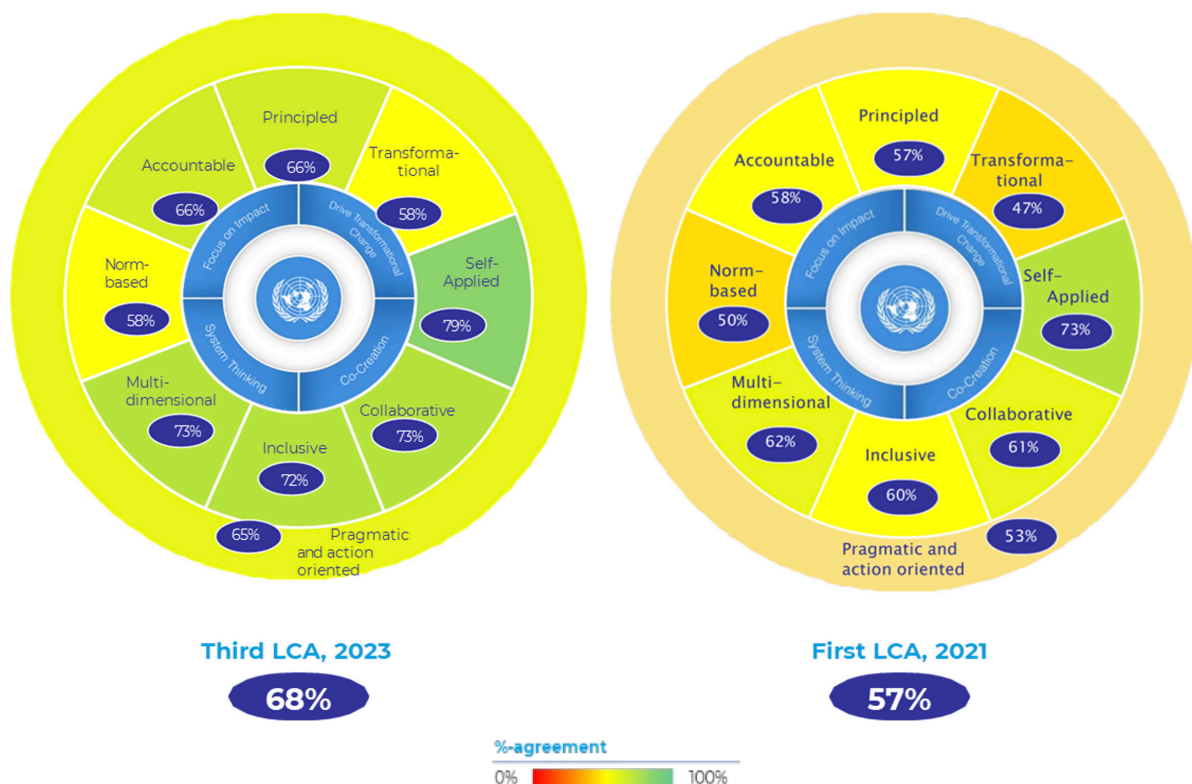 Principled
66%
Transforma-
tional
58%
Accountable
66%
Self-
Applied
79%
Norm-
based
58%
Multi-
dimensional
73%
Collaborative
73%
Inclusive
72%
65%
Pragmatic
and action
oriented
Focus on Impact
Drive Transformational
Change
System Thinking
Co-Creation
Third LCA, 2023
68%
Principled
57%
Transforma-
tional
47%
Accountable
58%
Self-
Applied
73%
Norm-
based
50%
Multi-
dimensional
62%
Collaborative
61%
Inclusive
60%
53%
Pragmatic and
action oriented
Focus on Impact
Drive Transformational
Change
System Thinking
Co-Creation
First LCA, 2021
57%
%-agreement
0%
100%